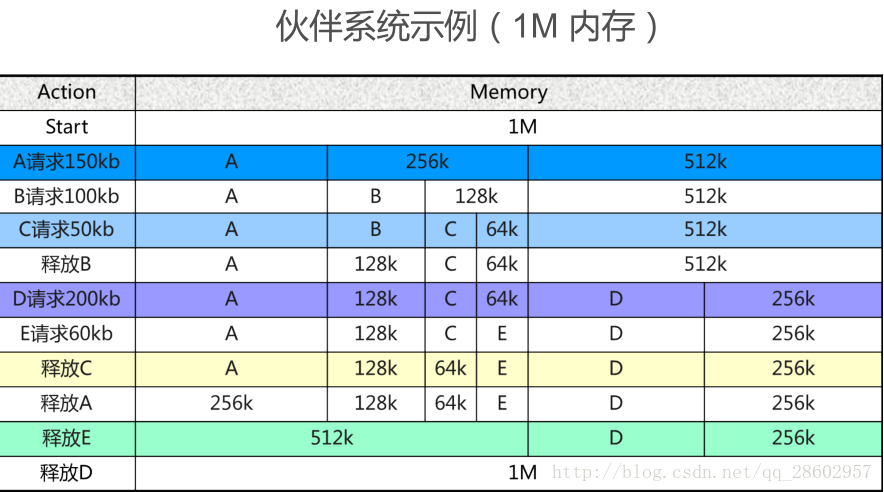 伙伴系统示例（1M 内存）
Action Memory
Start 1M
A请求150kb A 256k 512k
B请求100kb A B 128k 512k
C请求50kb A B C 64k 512k
释放B A 128k C 64k 512k
D请求200kb A 128k C 64k D 256k
E请求60kb A 128k C E D 256k
释放C A 128k 64k E D 256k
释放A 256k 128k 64k E D 256k
释放E 512k D 256k
释放D 1M http://blog.csdn.net/qq_28602957